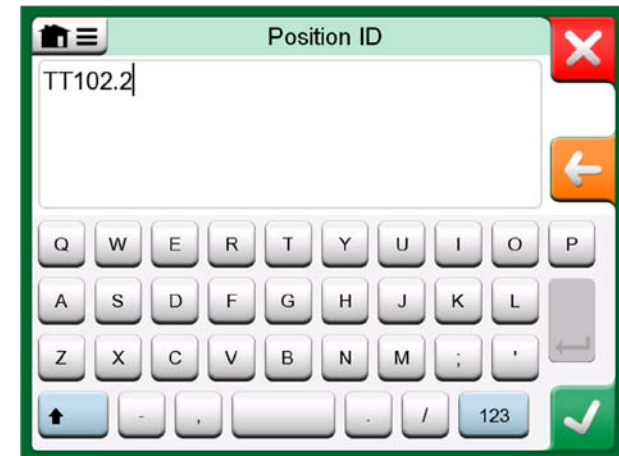 Position ID
TT102.2
Q W E R T Y U I O P
A S D F G H J K L
Z X C V B N M ; '
- , . / 123